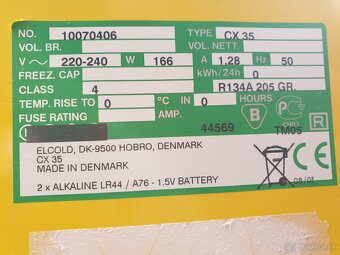 NO. 10070406 TYPE CX 35
VOL. BR. VOL. NETT.
V ~ 220-240 W 166 A 1,28 Hz 50
FREEZ. CAP kWh/24h 0
CLASS 4 R134A 205 GR.
TEMP. RISE TO 0 °C IN 0 HOURS
FUSE RATING AMP.
44569 TM05
ELCOLD, DK-9500 HOBRO, DENMARK
CX 35
MADE IN DENMARK
CE
2 x ALKALINE LR44 / A76 - 1.5V BATTERY